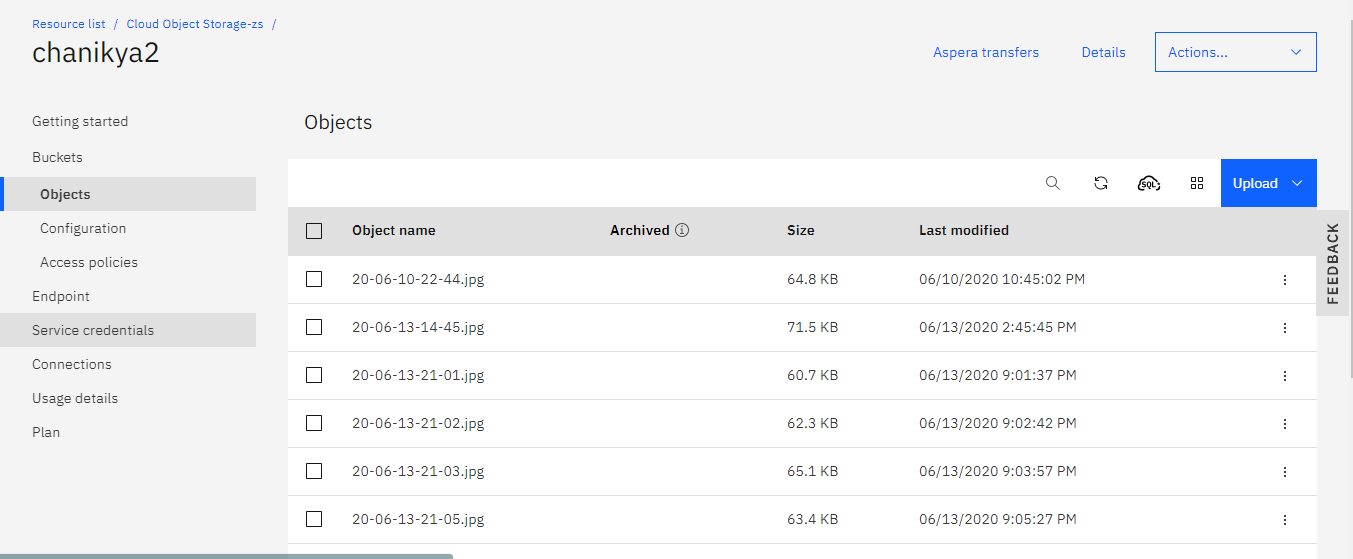 Resource list / Cloud Object Storage-zs /
chanikya2
Aspera transfers Details Actions...
Getting started
Buckets
Objects
Configuration
Access policies
Endpoint
Service credentials
Connections
Usage details
Plan
Objects
SQL Upload
Object name Archived Size Last modified
20-06-10-22-44.jpg 64.8 KB 06/10/2020 10:45:02 PM
20-06-13-14-45.jpg 71.5 KB 06/13/2020 2:45:45 PM
20-06-13-21-01.jpg 60.7 KB 06/13/2020 9:01:37 PM
20-06-13-21-02.jpg 62.3 KB 06/13/2020 9:02:42 PM
20-06-13-21-03.jpg 65.1 KB 06/13/2020 9:03:57 PM
20-06-13-21-05.jpg 63.4 KB 06/13/2020 9:05:27 PM
FEEDBACK